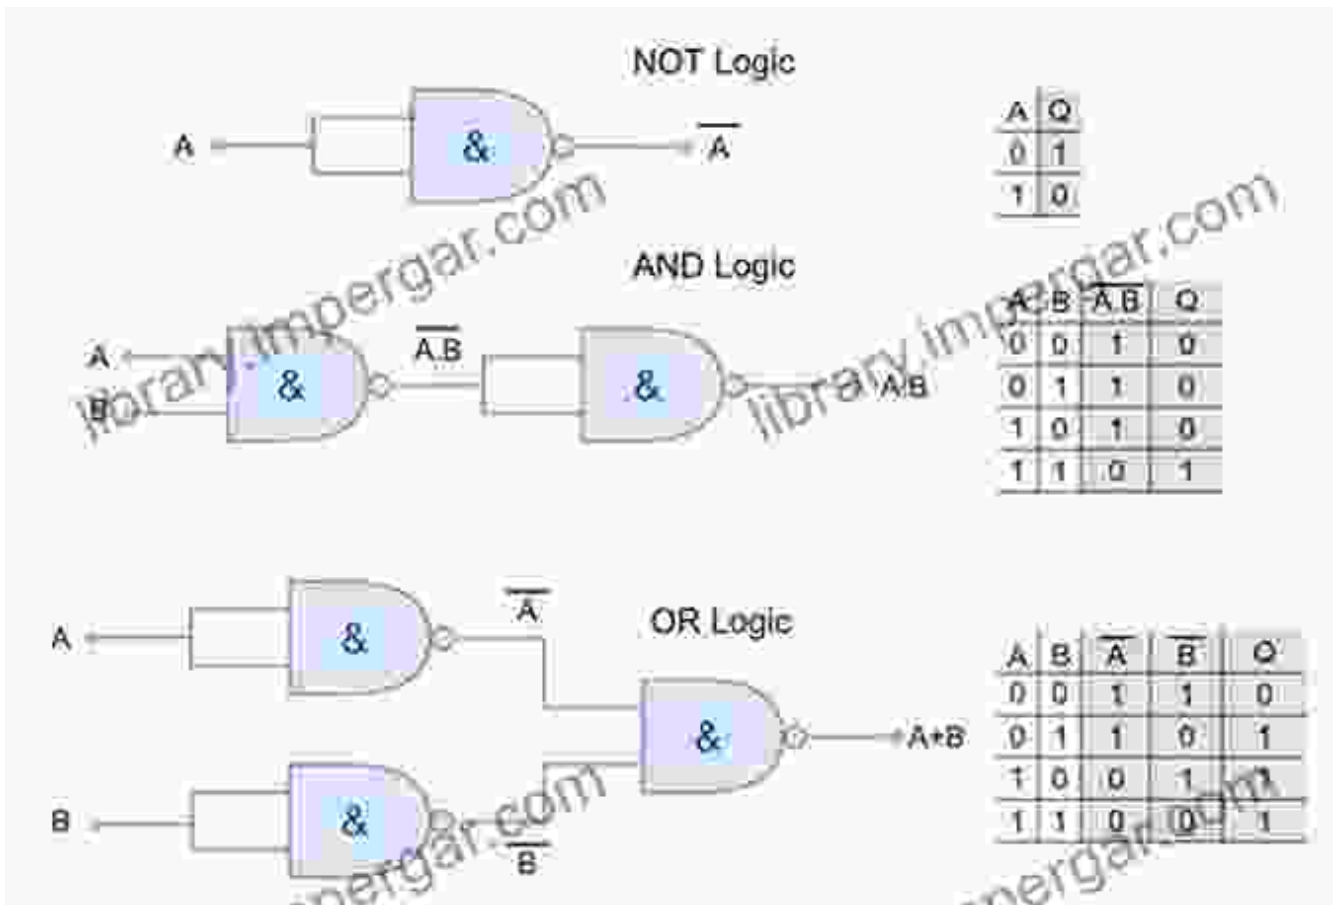 NOT Logic
A
&
A̅
A Q
0 1
1 0
AND Logic
A
B
&
A̅.̅B̅
&
A.B
A B A̅.̅B̅ Q
0 0 1 0
0 1 1 0
1 0 1 0
1 1 0 1
OR Logic
A
&
A̅
B
&
B̅
&
A+B
A B A̅ B̅ Q
0 0 1 1 0
0 1 1 0 1
1 0 0 1 1
1 1 0 0 1
library.impergar.com
library.impergar.com
pergar.com
pergar.com